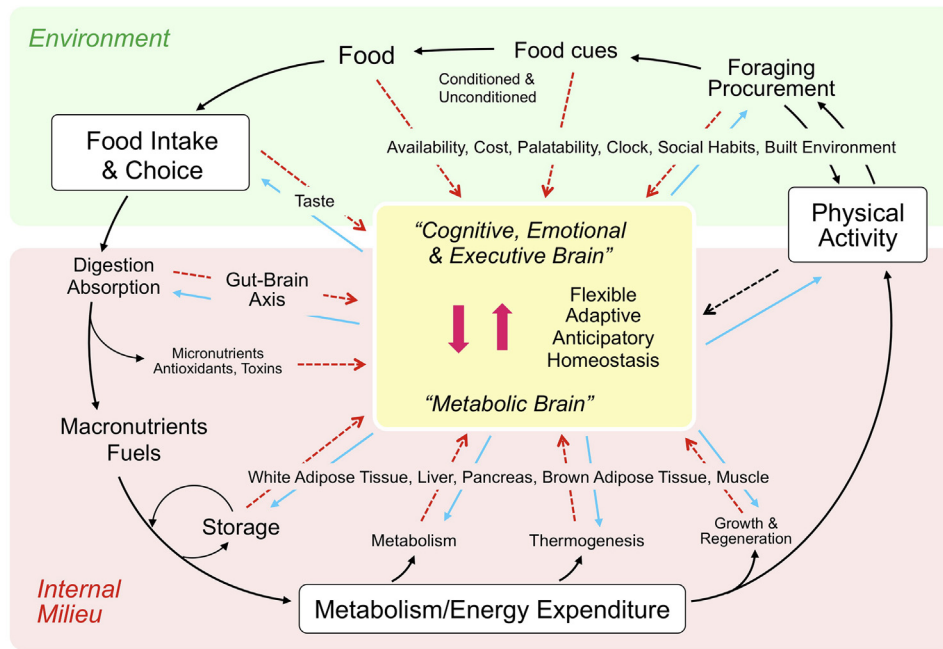 Environment
Food
Food cues
Conditioned &
Unconditioned
Foraging
Procurement
Food Intake
& Choice
Availability, Cost, Palatability, Clock, Social Habits, Built Environment
Taste
Physical
Activity
“Cognitive, Emotional
& Executive Brain”
Digestion
Absorption
Gut-Brain
Axis
Flexible
Adaptive
Anticipatory
Homeostasis
Micronutrients
Antioxidants, Toxins
“Metabolic Brain”
Macronutrients
Fuels
White Adipose Tissue, Liver, Pancreas, Brown Adipose Tissue, Muscle
Storage
Metabolism
Thermogenesis
Growth &
Regeneration
Internal
Milieu
Metabolism/Energy Expenditure